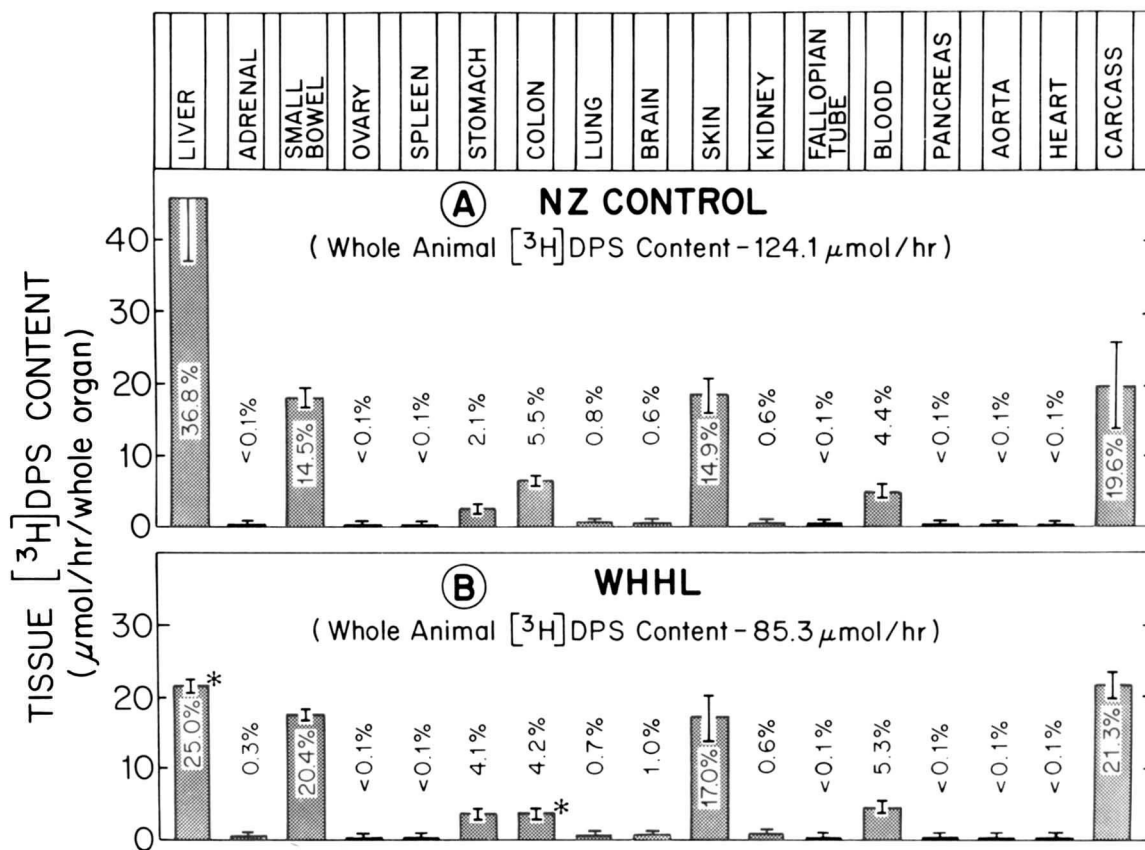 LIVER
ADRENAL
SMALL
BOWEL
OVARY
SPLEEN
STOMACH
COLON
LUNG
BRAIN
SKIN
KIDNEY
FALLOPIAN
TUBE
BLOOD
PANCREAS
AORTA
HEART
CARCASS
TISSUE [³H]DPS CONTENT
(μmol/hr/whole organ)
A NZ CONTROL
(Whole Animal [³H]DPS Content-124.1 μmol/hr)
40
30
20
10
0
36.8%
<0.1%
14.5%
<0.1%
<0.1%
2.1%
5.5%
0.8%
0.6%
14.9%
0.6%
<0.1%
4.4%
<0.1%
<0.1%
<0.1%
19.6%
B WHHL
(Whole Animal [³H]DPS Content-85.3 μmol/hr)
30
20
10
0
25.0%
*
0.3%
20.4%
<0.1%
<0.1%
4.1%
4.2%
*
0.7%
1.0%
17.0%
0.6%
<0.1%
5.3%
<0.1%
<0.1%
<0.1%
21.3%